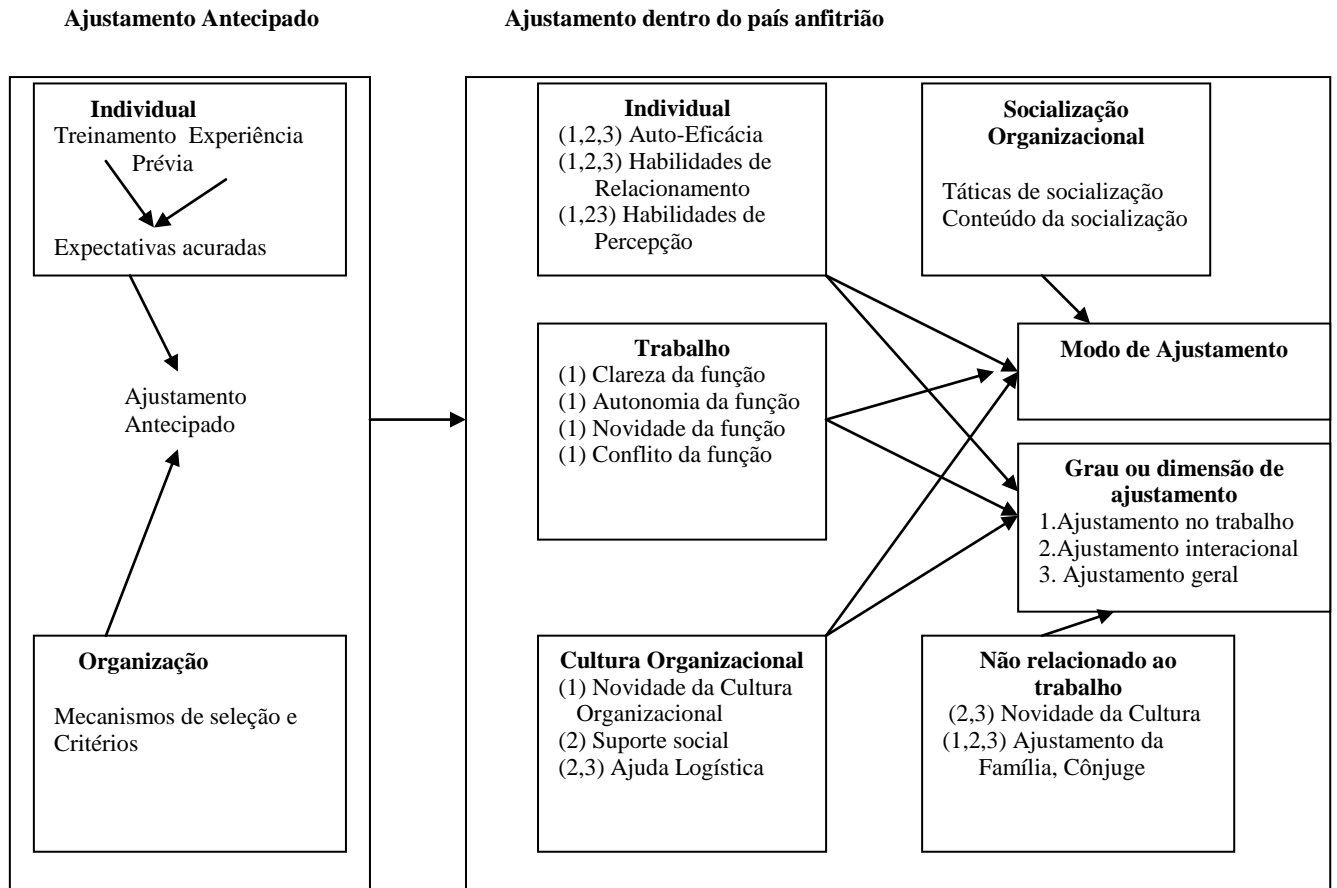 Ajustamento Antecipado
Ajustamento dentro do país anfitrião
Individual
Treinamento Experiência
Prévia
Expectativas acuradas
Ajustamento
Antecipado
Organização
Mecanismos de seleção e
Critérios
Individual
(1,2,3) Auto-Eficácia
(1,2,3) Habilidades de
Relacionamento
(1,23) Habilidades de
Percepção
Trabalho
(1) Clareza da função
(1) Autonomia da função
(1) Novidade da função
(1) Conflito da função
Cultura Organizacional
(1) Novidade da Cultura
Organizacional
(2) Suporte social
(2,3) Ajuda Logística
Socialização
Organizacional
Táticas de socialização
Conteúdo da socialização
Modo de Ajustamento
Grau ou dimensão de
ajustamento
1.Ajustamento no trabalho
2.Ajustamento interacional
3. Ajustamento geral
Não relacionado ao
trabalho
(2,3) Novidade da Cultura
(1,2,3) Ajustamento da
Família, Cônjuge